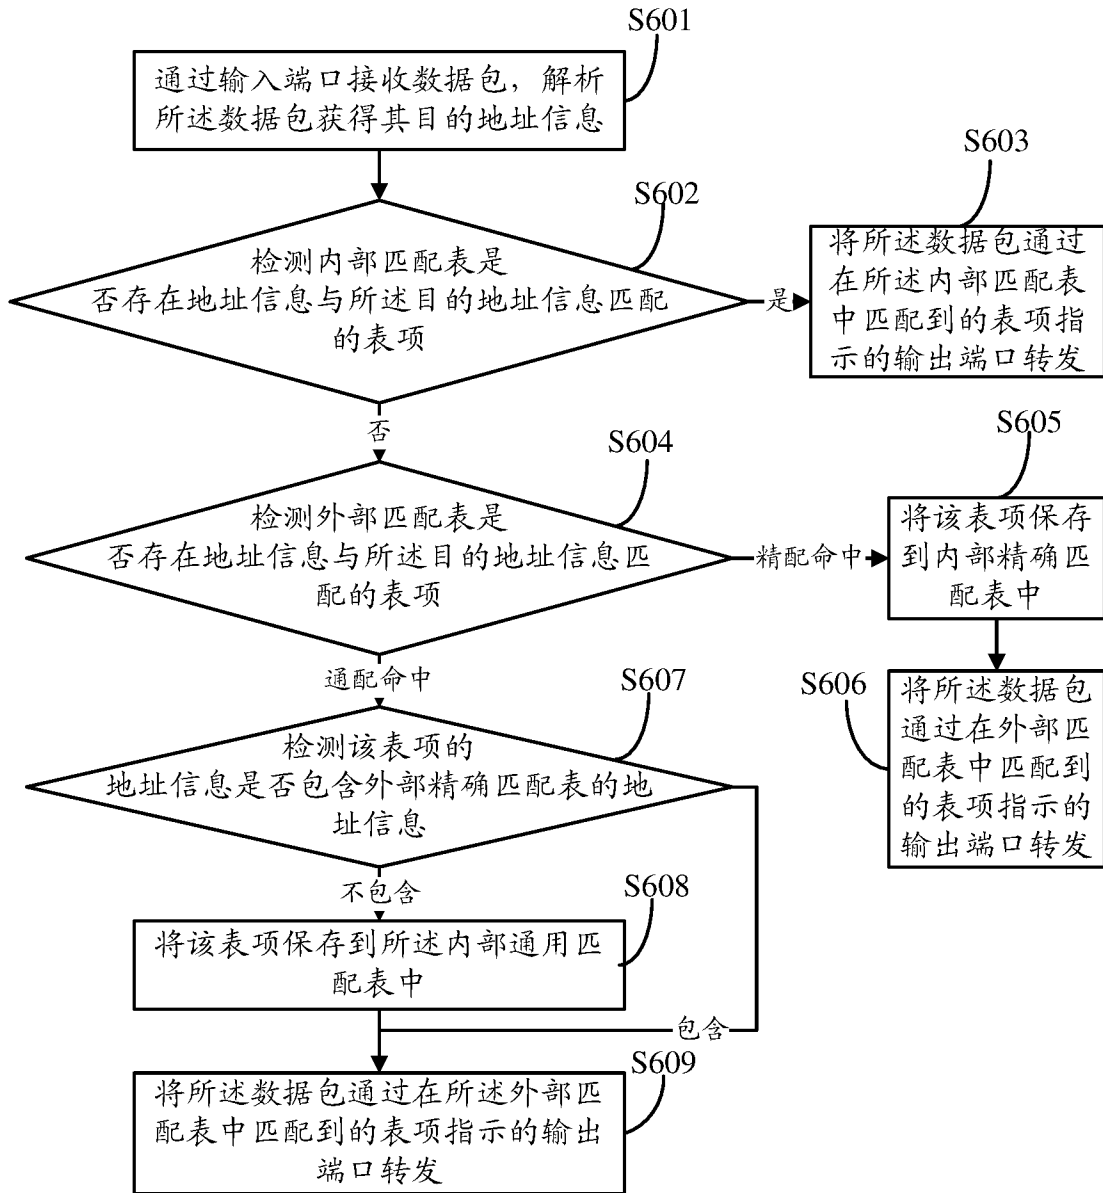 S601
通过输入端口接收数据包，解析
所述数据包获得其目的地址信息
S602
检测内部匹配表是
否存在地址信息与所述目的地址信息匹配
的表项
是
S603
将所述数据包通过
在所述内部匹配表
中匹配到的表项指
示的输出端口转发
否
S604
检测外部匹配表是
否存在地址信息与所述目的地址信息匹
配的表项
精配命中
S605
将该表项保存
到内部精确匹
配表中
S606
将所述数据包
通过在外部匹
配表中匹配到
的表项指示的
输出端口转发
通配命中
S607
检测该表项的
地址信息是否包含外部精确匹配表的地
址信息
不包含
S608
将该表项保存到所述内部通用匹
配表中
包含
S609
将所述数据包通过在所述外部匹
配表中匹配到的表项指示的输出
端口转发